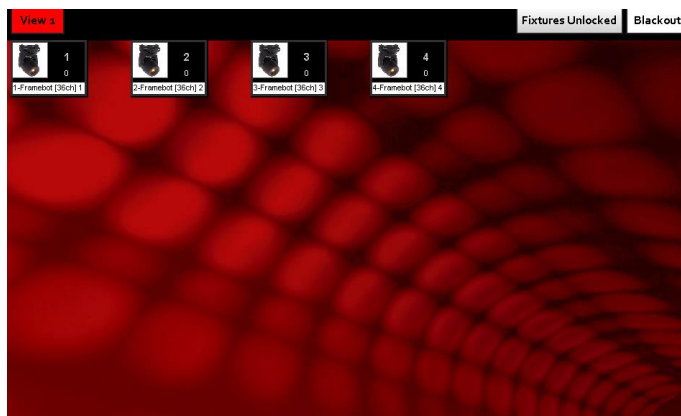 View 1
Fixtures Unlocked
Blackout
1
0
1-Framebot [36ch] 1
2
0
2-Framebot [36ch] 2
3
0
3-Framebot [36ch] 3
4
0
4-Framebot [36ch] 4